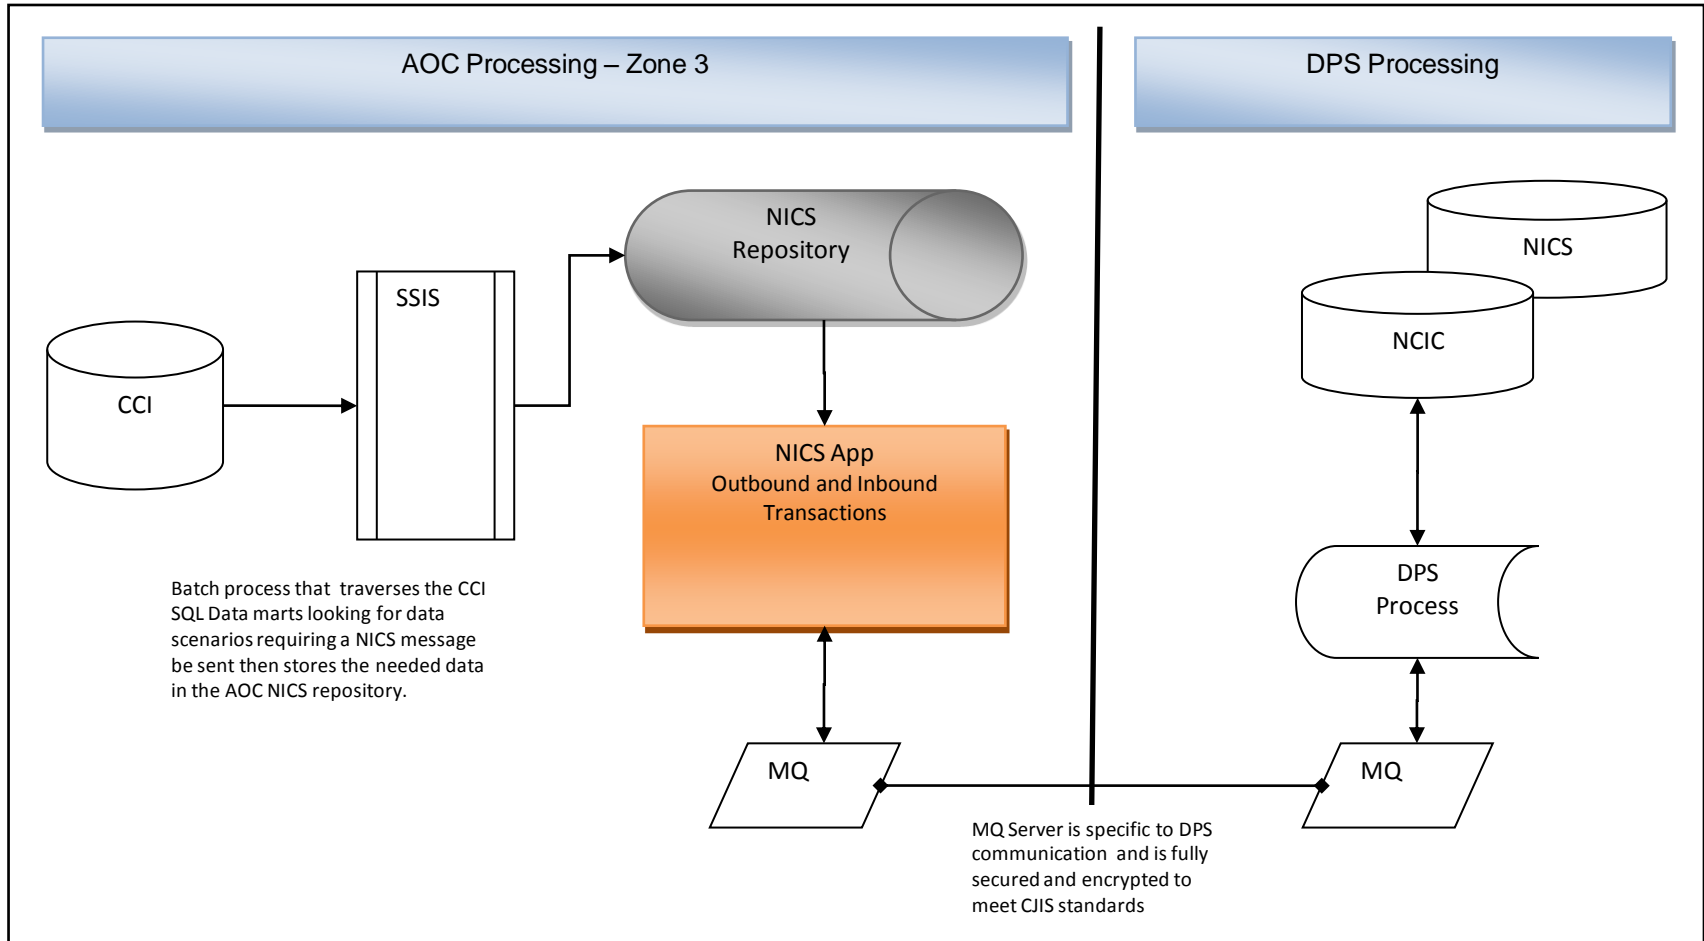 AOC Processing – Zone 3
DPS Processing
NICS
Repository
NICS
SSIS
NCIC
CCI
NICS App
Outbound and Inbound
Transactions
DPS
Process
Batch process that traverses the CCI
SQL Data marts looking for data
scenarios requiring a NICS message
be sent then stores the needed data
in the AOC NICS repository.
MQ
MQ
MQ Server is specific to DPS
communication and is fully
secured and encrypted to
meet CJIS standards